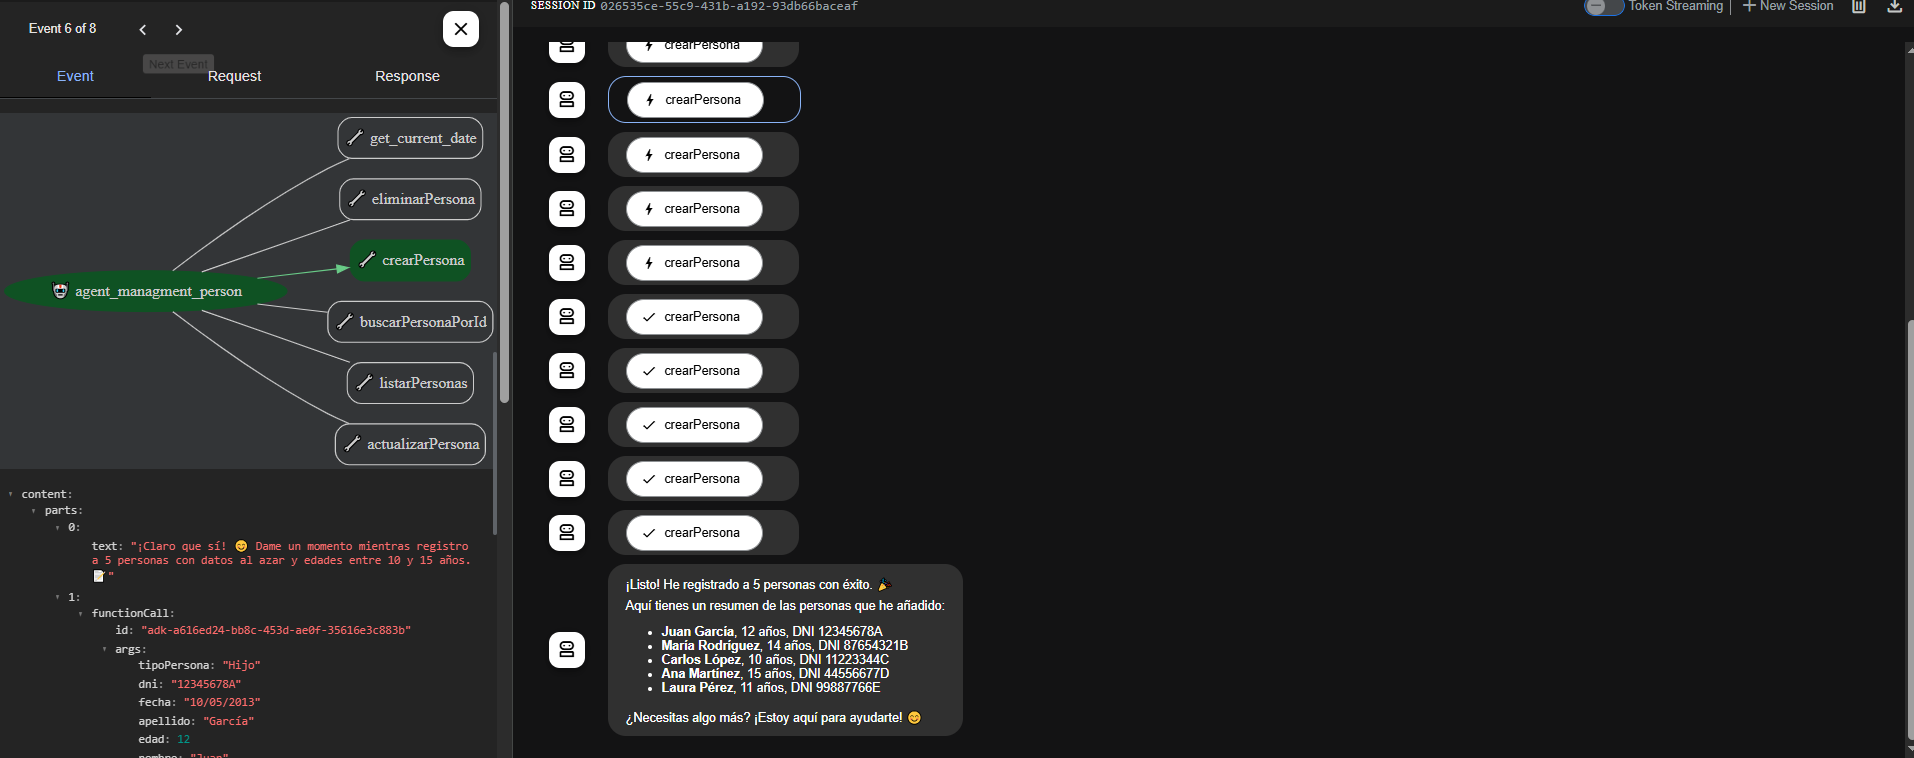 Event 6 of 8
Next Event
Event
Request
Response
get_current_date
eliminarPersona
crearPersona
agent_managment_person
buscarPersonaPorId
listarPersonas
actualizarPersona
content:
parts:
0:
text: "¡Claro que sí! 😊 Dame un momento mientras registro
a 5 personas con datos al azar y edades entre 10 y 15 años.
📝"
1:
functionCall:
id: "adk-a616ed24-bb8c-453d-ae0f-35616e3c883b"
args:
tipoPersona: "Hijo"
dni: "12345678A"
fecha: "10/05/2013"
apellido: "García"
edad: 12
nombre: "Juan"
SESSION ID 026535ce-55c9-431b-a192-93db66baceaf
Token Streaming
New Session
crearPersona
crearPersona
crearPersona
crearPersona
crearPersona
crearPersona
crearPersona
crearPersona
crearPersona
crearPersona
¡Listo! He registrado a 5 personas con éxito. 🎉
Aquí tienes un resumen de las personas que he añadido:
• Juan García, 12 años, DNI 12345678A
• María Rodríguez, 14 años, DNI 87654321B
• Carlos López, 10 años, DNI 11223344C
• Ana Martínez, 15 años, DNI 44556677D
• Laura Pérez, 11 años, DNI 99887766E
¿Necesitas algo más? ¡Estoy aquí para ayudarte! 😊